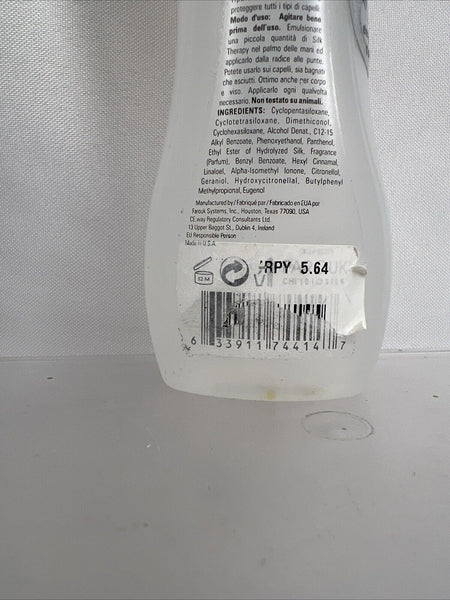 proteggere tutti i tipi di capelli
Modo d'uso: Agitare bene
prima dell'uso. Emulsionare
una piccola quantità di Silk
Therapy nel palmo delle mani ed
applicarlo dalla radice alle punte.
Potete usarlo sui capelli, sia bagnati
che asciutti. Ottimo anche per corpo
e viso. Applicarlo ogni qualvolta
necessario. Non testato su animali.
INGREDIENTS: Cyclopentasiloxane,
Cyclotetrasiloxane, Dimethiconol,
Cyclohexasiloxane, Alcohol Denat., C12-15
Alkyl Benzoate, Phenoxyethanol, Panthenol,
Ethyl Ester of Hydrolyzed Silk, Fragrance
(Parfum), Benzyl Benzoate, Hexyl Cinnamal,
Linalool, Alpha-Isomethyl Ionone, Citronellol,
Geraniol, Hydroxycitronellal, Butylphenyl
Methylpropional, Eugenol
Manufactured by / Fabriqué par / Fabricado en EUA por
Farouk Systems, Inc., Houston, Texas 77090, USA
CE way Regulatory Consultants Ltd.
13 Upper Baggot St., Dublin 4, Ireland
EU Responsible Person
Made in U.S.A.
RPY 5.64
12 M
6 33911 74414 7